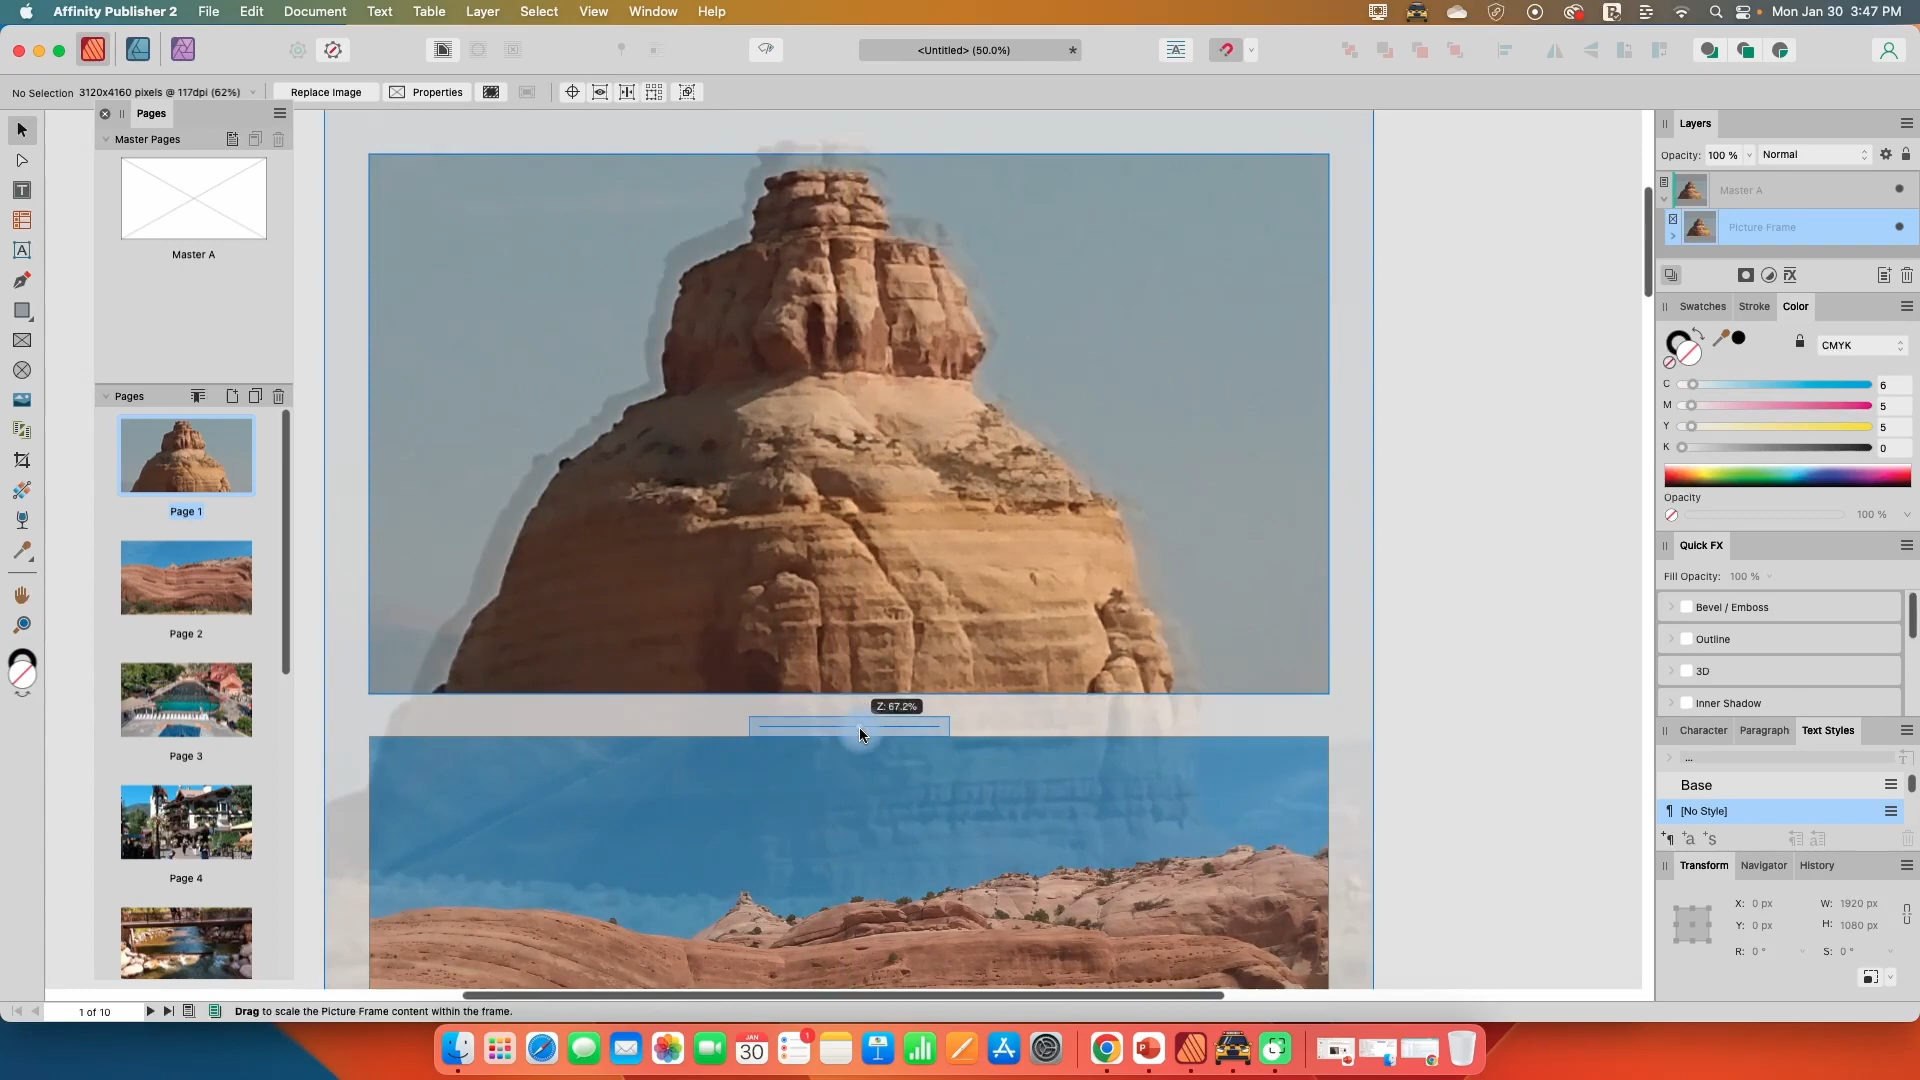 Affinity Publisher 2 File Edit Document Text Table Layer Select View Window Help Mon Jan 30 3:47 PM
<Untitled> (50.0%) *
No Selection 3120x4160 pixels @ 117dpi (62%) Replace Image Properties
Pages
Master Pages
Master A
Pages
Page 1
Page 2
Page 3
Page 4
Z: 67.2%
Layers
Opacity: 100 % Normal
Master A
Picture Frame
FX
Swatches Stroke Color
CMYK
C 6
M 5
Y 5
K 0
Opacity
100 %
Quick FX
Fill Opacity: 100 %
Bevel / Emboss
Outline
3D
Inner Shadow
Character Paragraph Text Styles
...
Base
[No Style]
Transform Navigator History
X: 0 px W: 1920 px
Y: 0 px H: 1080 px
R: 0 ° S: 0 °
1 of 10 Drag to scale the Picture Frame content within the frame.
JAN
30
1